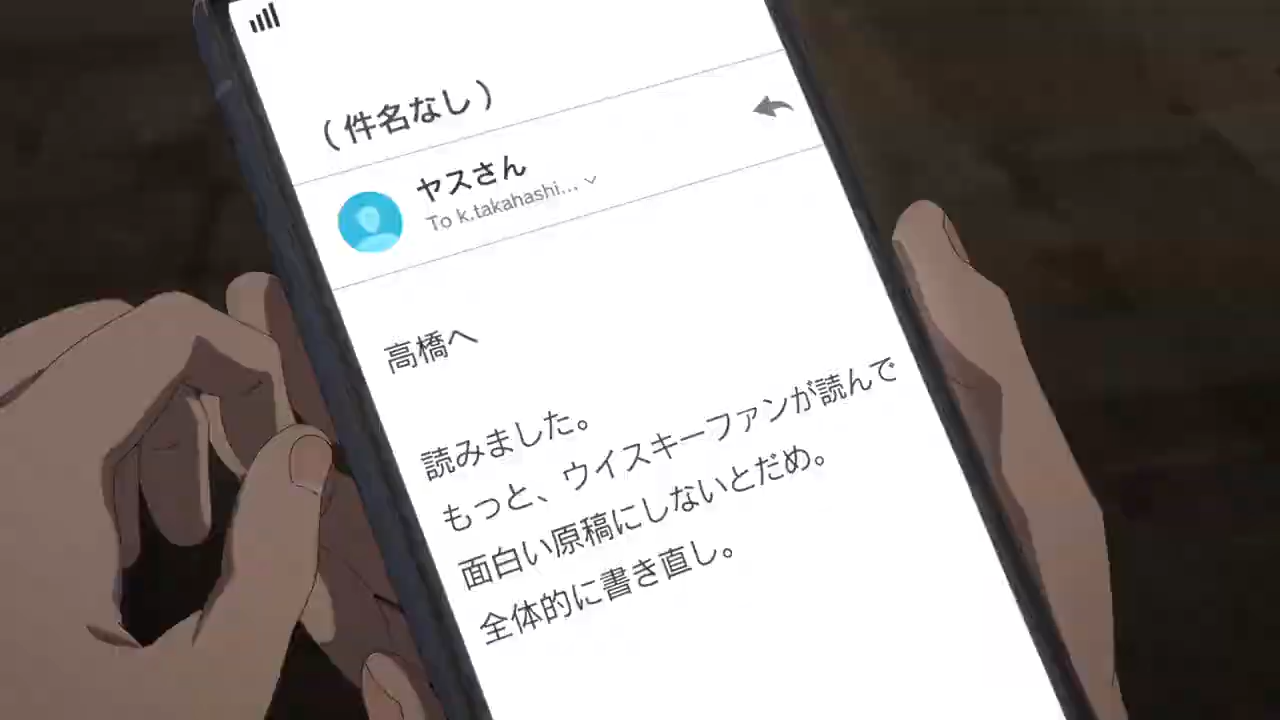 （件名なし）
ヤスさん
To k.takahashi...
高橋へ
読みました。
もっと、ウイスキーファンが読んで
面白い原稿にしないとだめ。
全体的に書き直し。